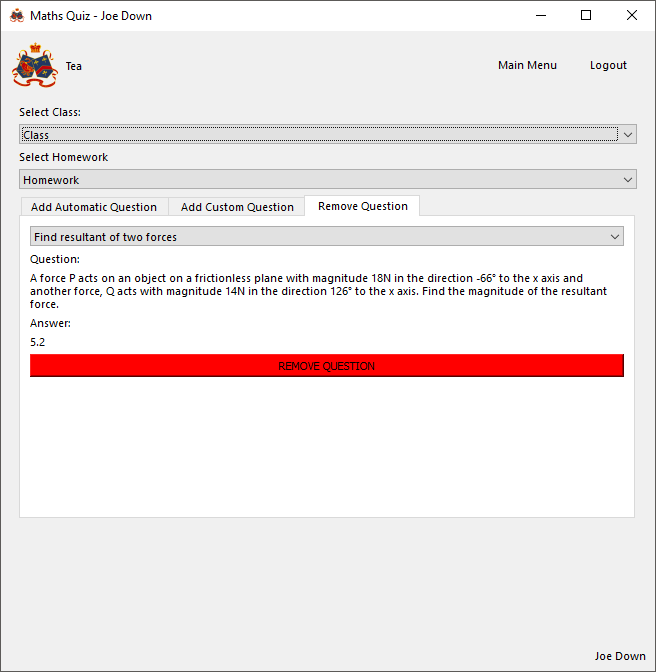 Maths Quiz - Joe Down
Tea
Main Menu
Logout
Select Class:
Class
Select Homework
Homework
Add Automatic Question
Add Custom Question
Remove Question
Find resultant of two forces
Question:
A force P acts on an object on a frictionless plane with magnitude 18N in the direction -66° to the x axis and
another force, Q acts with magnitude 14N in the direction 126° to the x axis. Find the magnitude of the resultant
force.
Answer:
5.2
REMOVE QUESTION
Joe Down